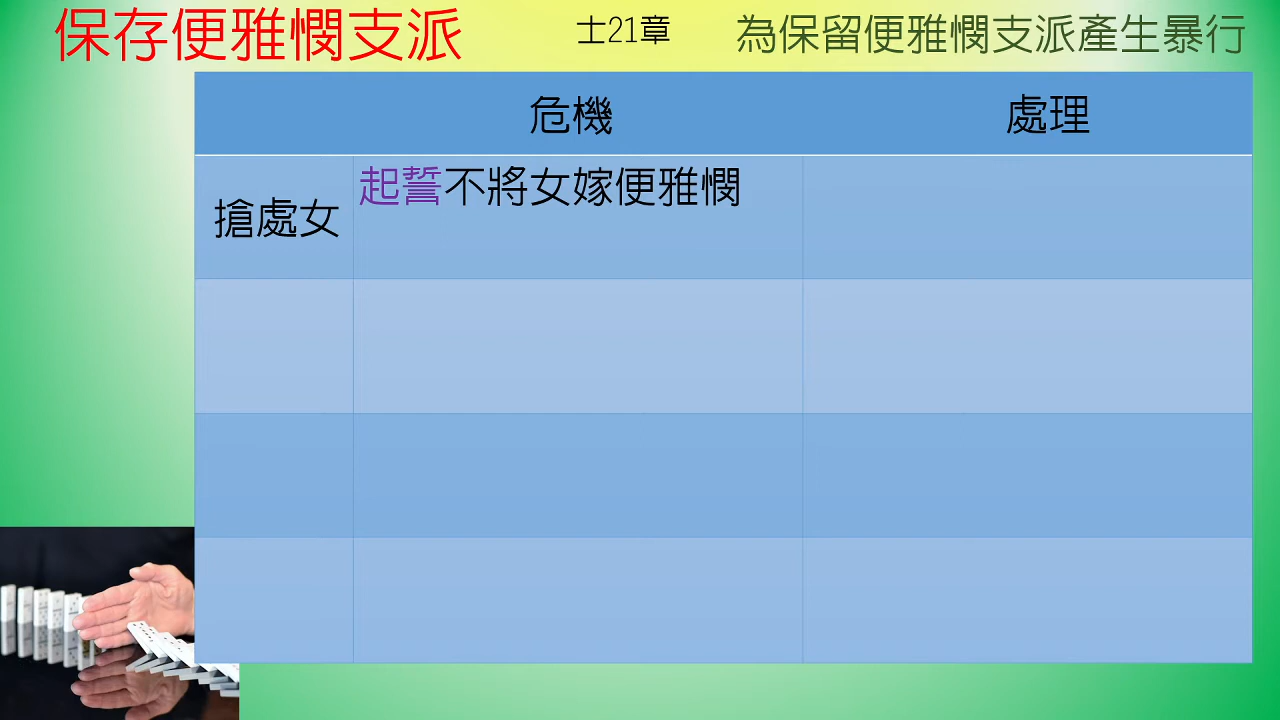 保存便雅憫支派
士21章
為保留便雅憫支派產生暴行
危機
處理
搶處女
起誓不將女嫁便雅憫